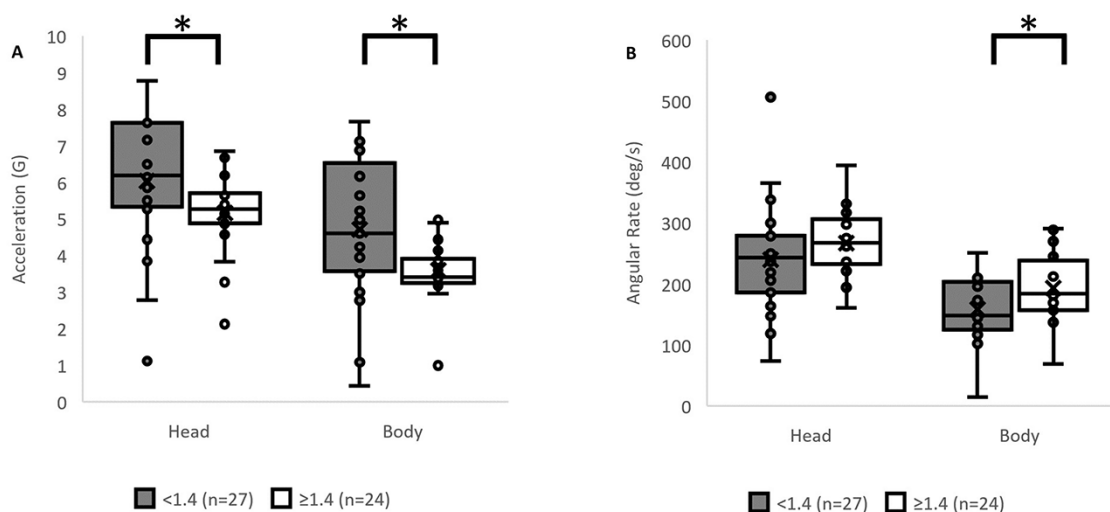 A
*
*
10
9
8
7
6
5
4
3
2
1
0
Acceleration (G)
Head
Body
<1.4 (n=27)
≥1.4 (n=24)
B
*
600
500
400
300
200
100
0
Angular Rate (deg/s)
Head
Body
<1.4 (n=27)
≥1.4 (n=24)